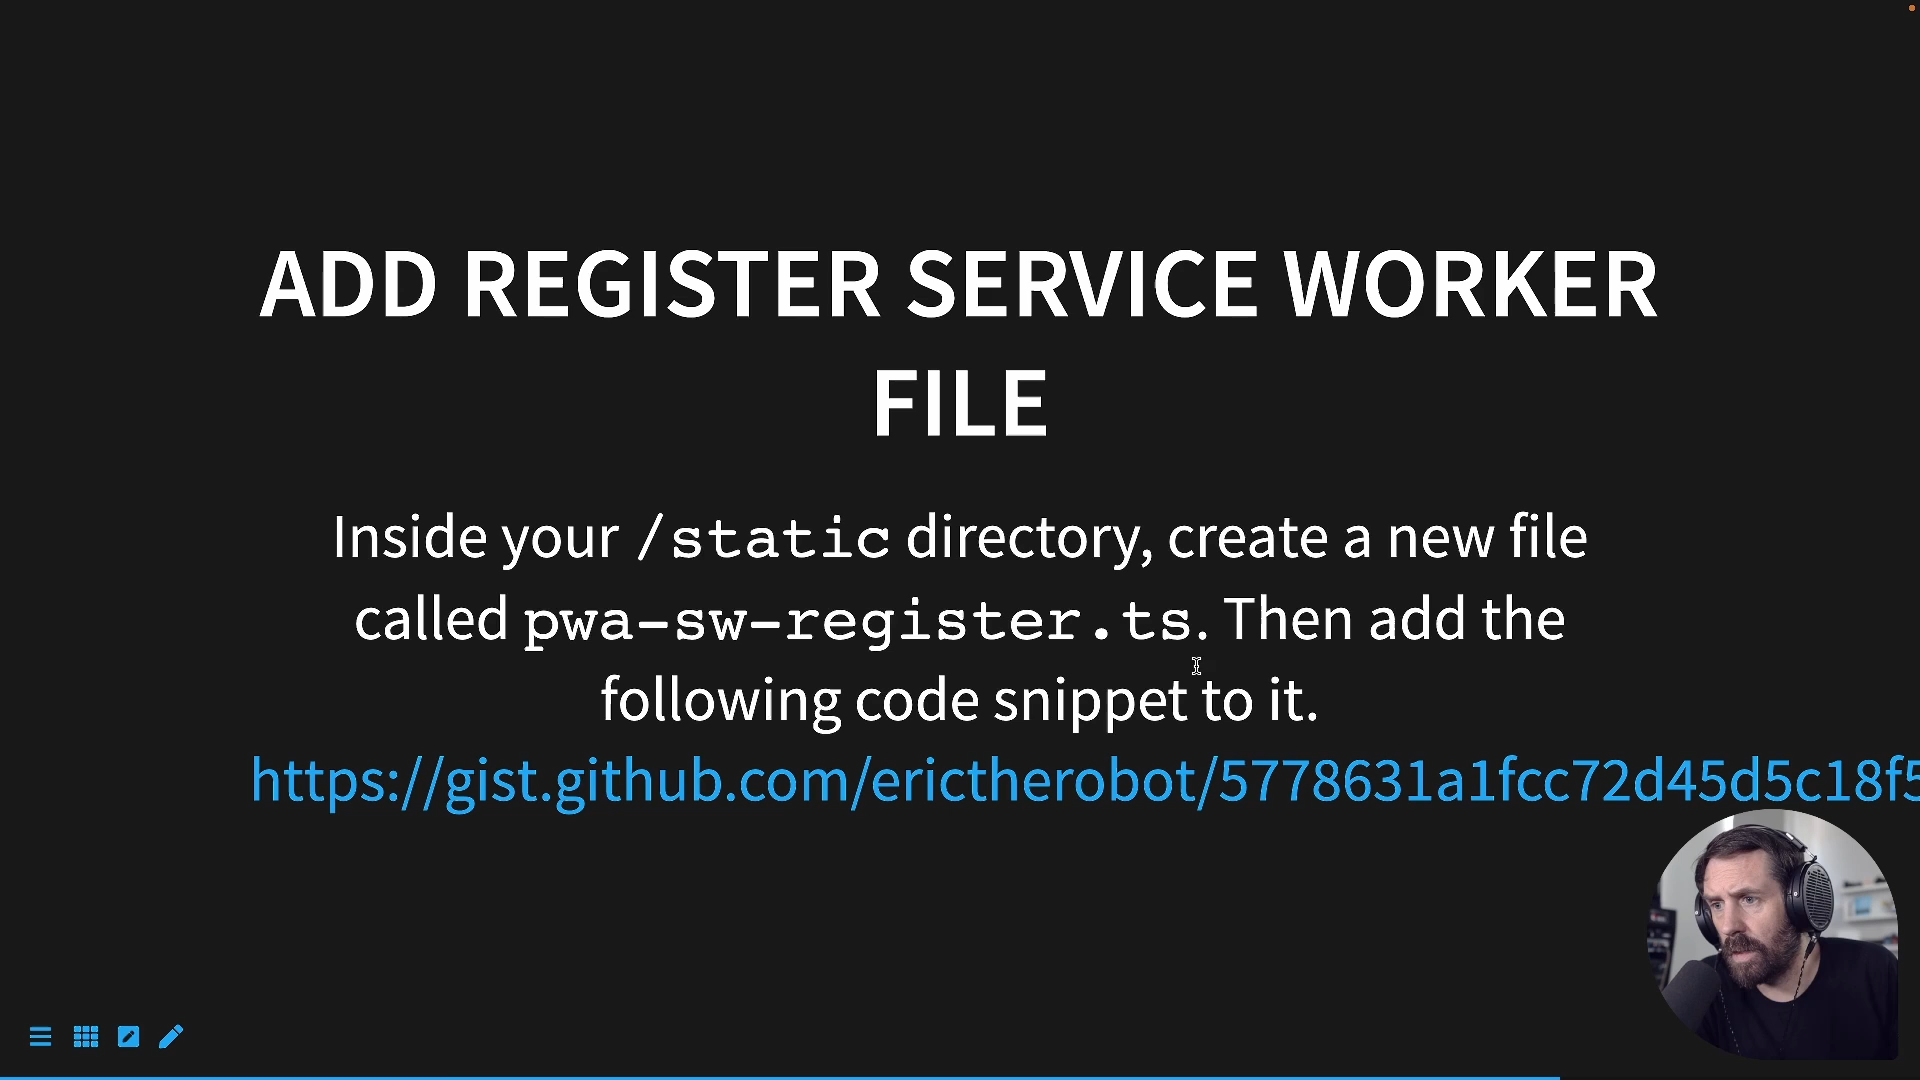 ADD REGISTER SERVICE WORKER
FILE
Inside your /static directory, create a new file
called pwa-sw-register.ts. Then add the
following code snippet to it.
https://gist.github.com/erictherobot/5778631a1fcc72d45d5c18f5